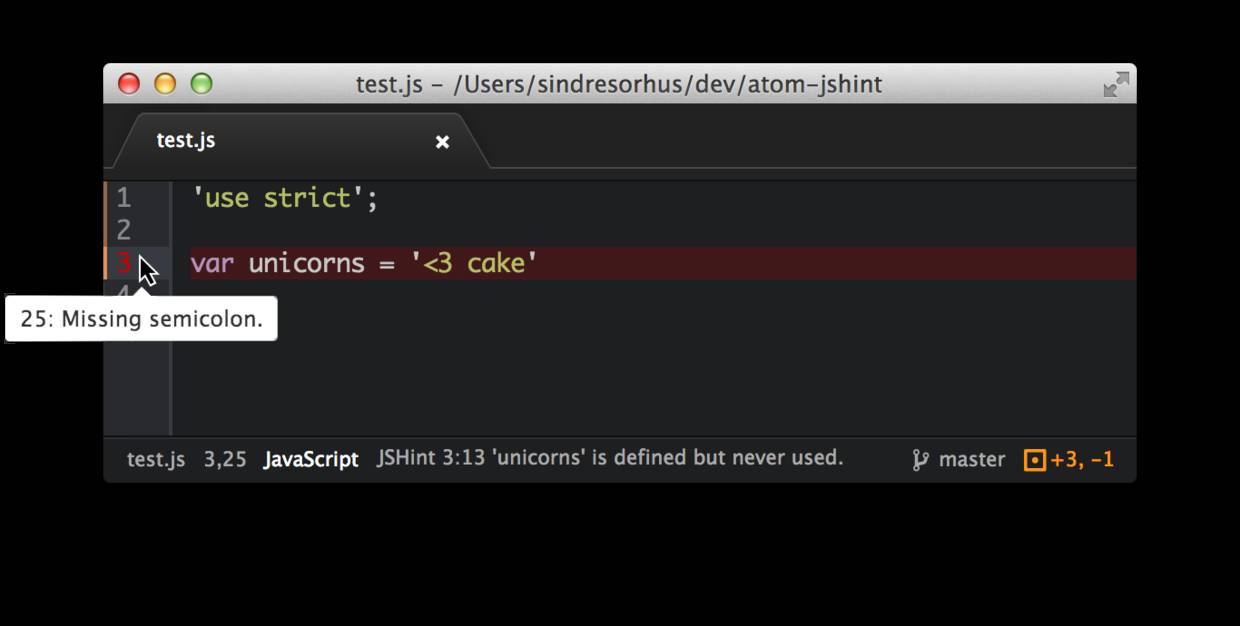 test.js – /Users/sindresorhus/dev/atom-jshint
test.js
1 'use strict';
2
3 var unicorns = '<3 cake'
4
25: Missing semicolon.
test.js 3,25 JavaScript JSHint 3:13 'unicorns' is defined but never used. master +3, -1